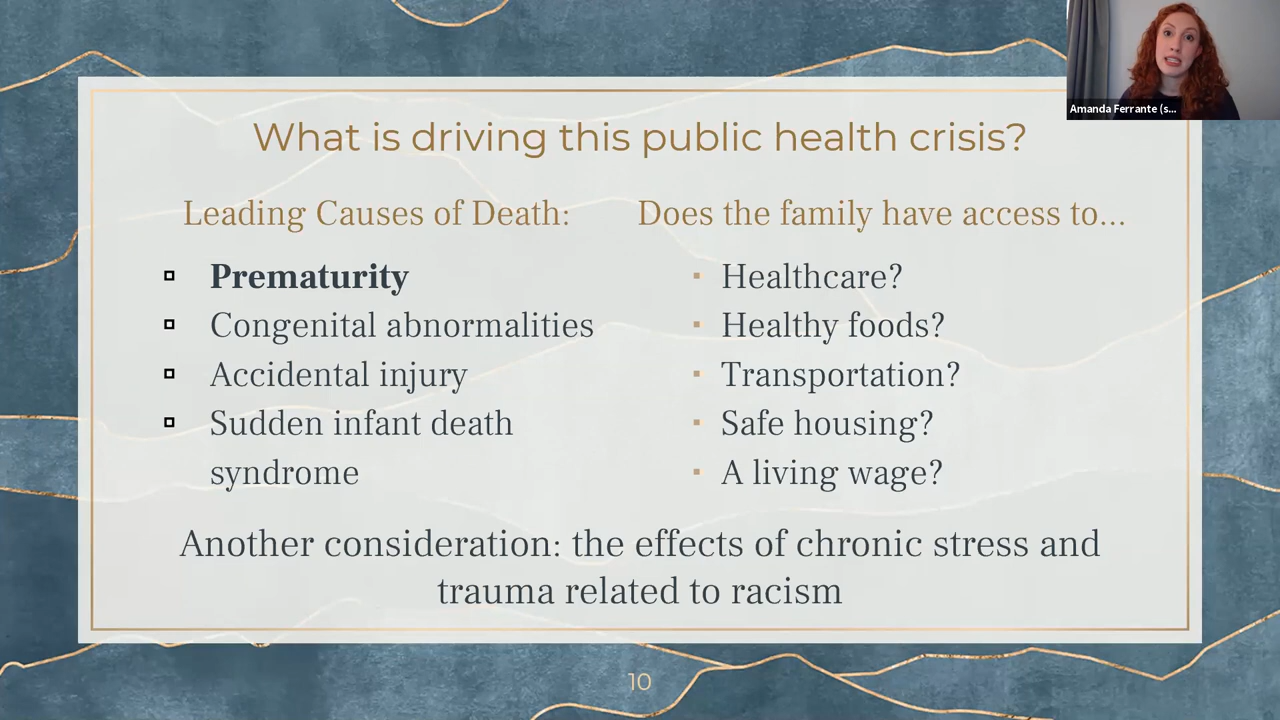 Amanda Ferrante (s...
What is driving this public health crisis?
Leading Causes of Death:
Prematurity
Congenital abnormalities
Accidental injury
Sudden infant death
syndrome
Does the family have access to...
Healthcare?
Healthy foods?
Transportation?
Safe housing?
A living wage?
Another consideration: the effects of chronic stress and
trauma related to racism
10